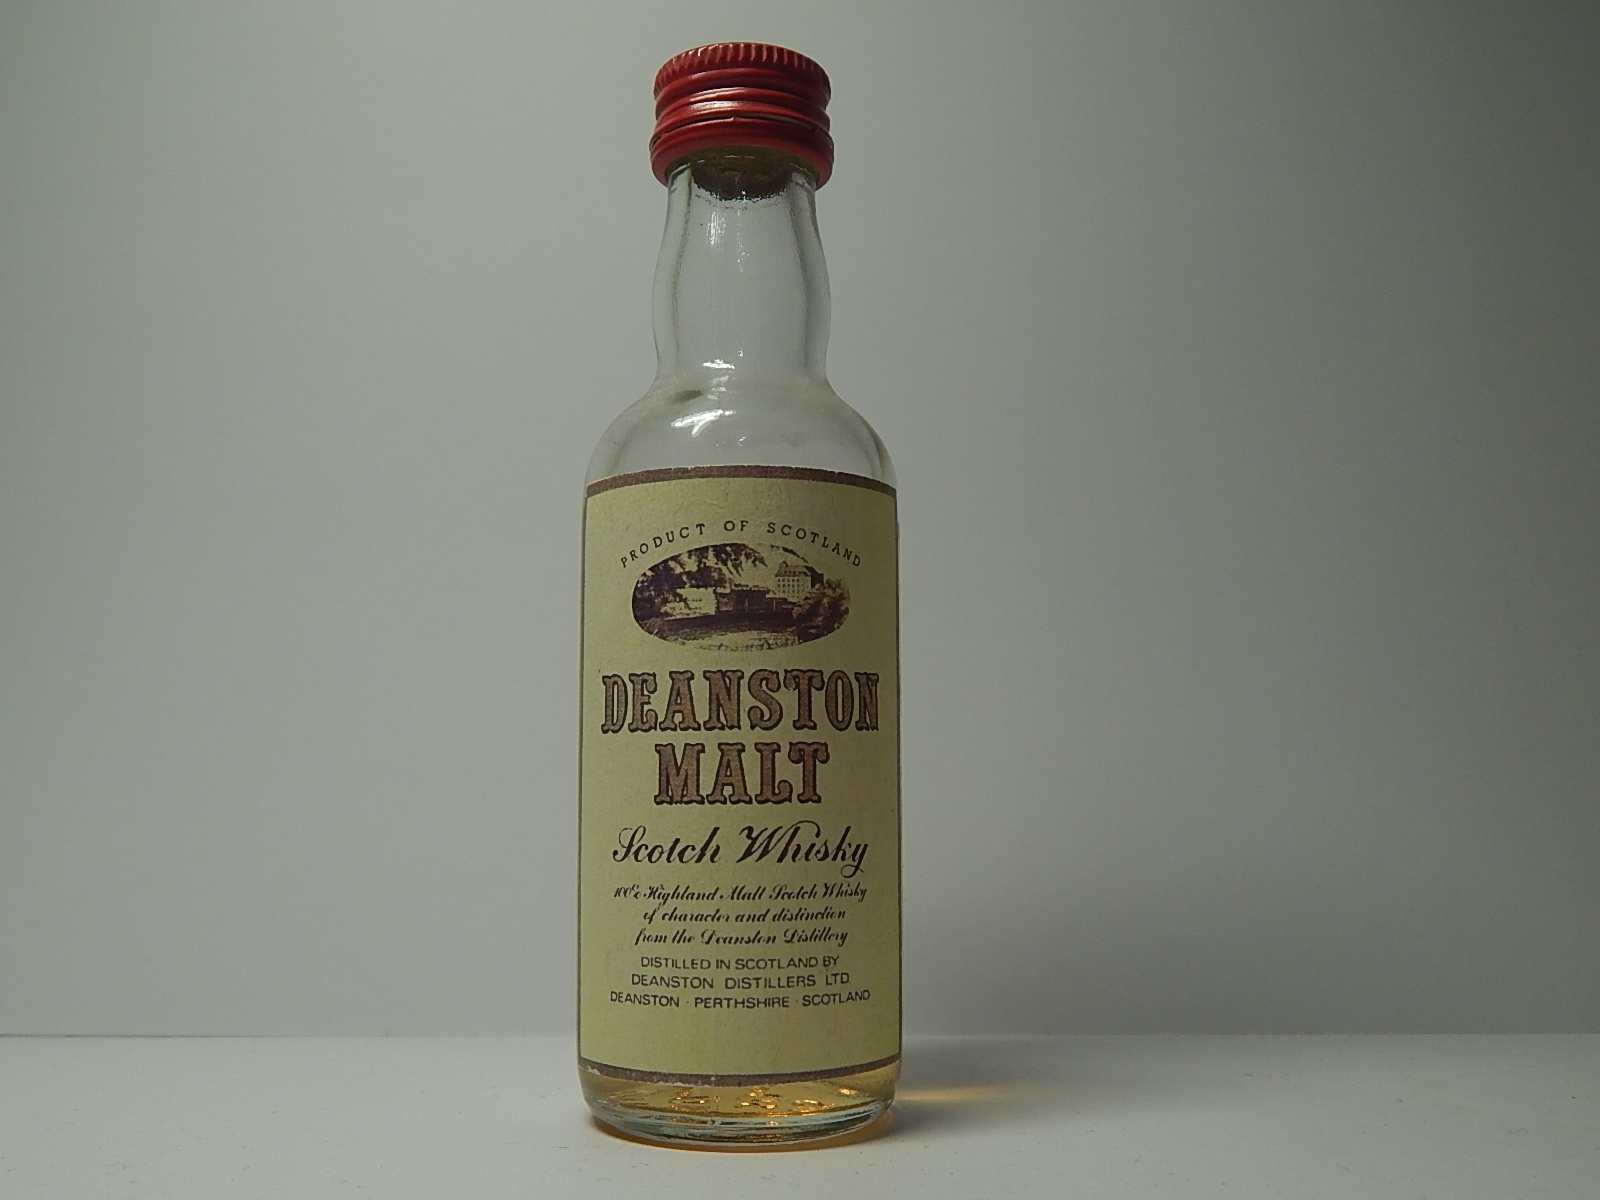 PRODUCT OF SCOTLAND
DEANSTON
MALT
Scotch Whisky
100% Highland Malt Scotch Whisky
of character and distinction
from the Deanston Distillery
DISTILLED IN SCOTLAND BY
DEANSTON DISTILLERS LTD
DEANSTON · PERTHSHIRE · SCOTLAND